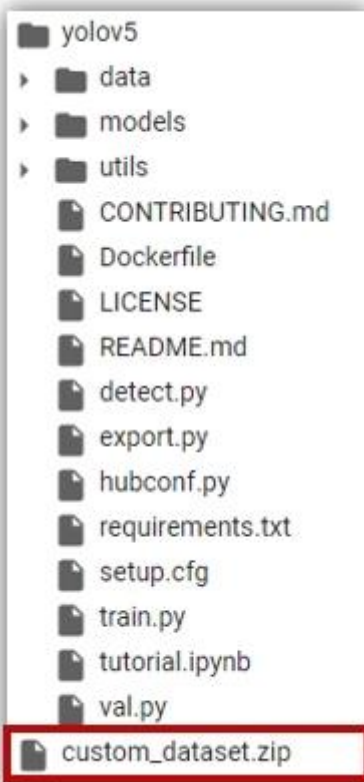 yolov5
data
models
utils
CONTRIBUTING.md
Dockerfile
LICENSE
README.md
detect.py
export.py
hubconf.py
requirements.txt
setup.cfg
train.py
tutorial.ipynb
val.py
custom_dataset.zip